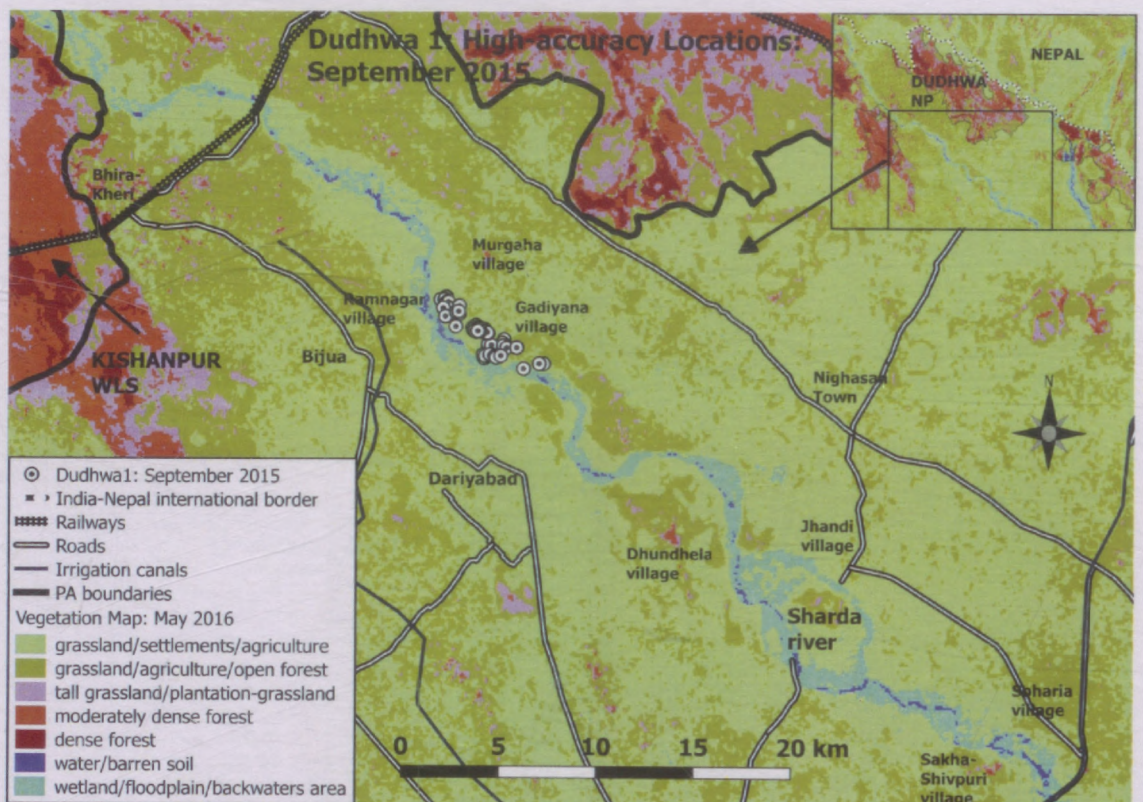 Dudhwa 1: High-accuracy Locations:
September 2015
NEPAL
DUDHWA
NP
Bhira-
Kheri
Murgaha
village
Ramnagar
village
Gadiyana
village
Bijua
KISHANPUR
WLS
Nighasan
Town
N
Dariyabad
Jhandi
village
Dhundhela
village
Sharda
river
Spharia
village
Sakha-
Shivpuri
village
0 5 10 15 20 km
Dudhwa1: September 2015
India-Nepal international border
Railways
Roads
Irrigation canals
PA boundaries
Vegetation Map: May 2016
grassland/settlements/agriculture
grassland/agriculture/open forest
tall grassland/plantation-grassland
moderately dense forest
dense forest
water/barren soil
wetland/floodplain/backwaters area